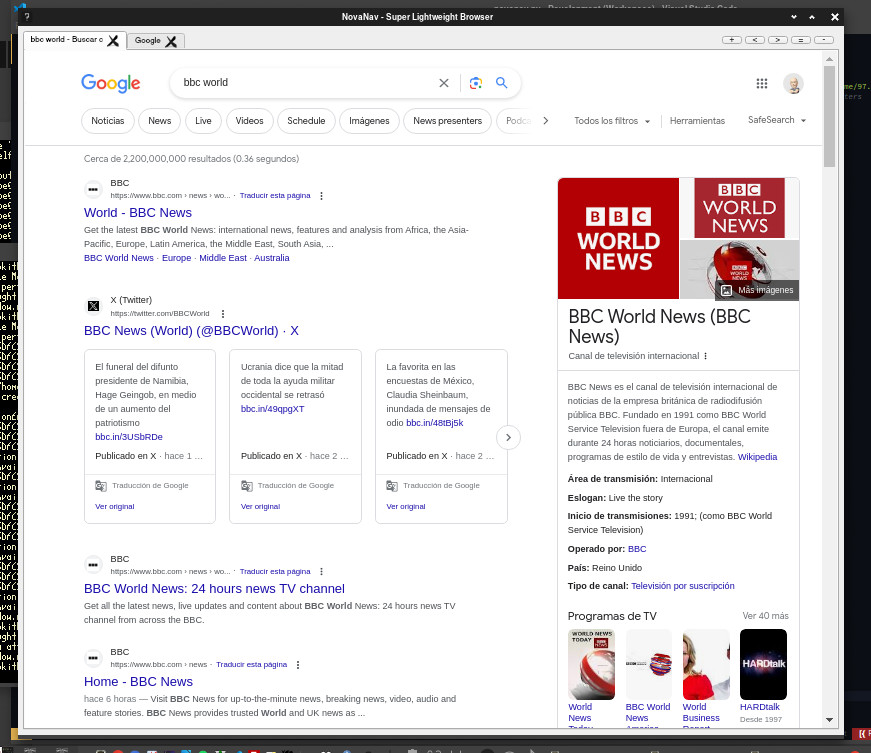 NovaNav - Super Lightweight Browser
bbc world - Buscar c
Google
+ < > = -
Google
bbc world
Noticias News Live Videos Schedule Imágenes News presenters Podca
Todos los filtros Herramientas SafeSearch
Cerca de 2,200,000,000 resultados (0.36 segundos)
BBC
https://www.bbc.com › news › wo... · Traducir esta página
World - BBC News
Get the latest BBC World News: international news, features and analysis from Africa, the Asia-
Pacific, Europe, Latin America, the Middle East, South Asia, ...
BBC World News · Europe · Middle East · Australia
X (Twitter)
https://twitter.com/BBCWorld
BBC News (World) (@BBCWorld) · X
El funeral del difunto
presidente de Namibia,
Hage Geingob, en medio
de un aumento del
patriotismo
bbc.in/3USbRDe
Publicado en X · hace 1 ...
Traducción de Google
Ver original
Ucrania dice que la mitad
de toda la ayuda militar
occidental se retrasó
bbc.in/49qpgXT
Publicado en X · hace 2 ...
Traducción de Google
Ver original
La favorita en las
encuestas de México,
Claudia Sheinbaum,
inundada de mensajes de
odio bbc.in/48tBj5k
Publicado en X · hace 2 ...
Traducción de Google
Ver original
BBC
https://www.bbc.com › news › wo... · Traducir esta página
BBC World News: 24 hours news TV channel
Get all the latest news, live updates and content about BBC World News: 24 hours news TV
channel from across the BBC.
BBC
https://www.bbc.com › news · Traducir esta página
Home - BBC News
hace 6 horas — Visit BBC News for up-to-the-minute news, breaking news, video, audio and
feature stories. BBC News provides trusted World and UK news as ...
BBC
WORLD
NEWS
BBC
WORLD
NEWS
BBC
WORLD
NEWS
Más imágenes
BBC World News (BBC
News)
Canal de televisión internacional
BBC News es el canal de televisión internacional de
noticias de la empresa británica de radiodifusión
pública BBC. Fundado en 1991 como BBC World
Service Television fuera de Europa, el canal emite
durante 24 horas noticiarios, documentales,
programas de estilo de vida y entrevistas. Wikipedia
Área de transmisión: Internacional
Eslogan: Live the story
Inicio de transmisiones: 1991; (como BBC World
Service Television)
Operado por: BBC
País: Reino Unido
Tipo de canal: Televisión por suscripción
Programas de TV
Ver 40 más
WORLD NEWS
TODAY
HARDtalk
World
News
BBC World
News
World
Business
HARDtalk
Desde 1997